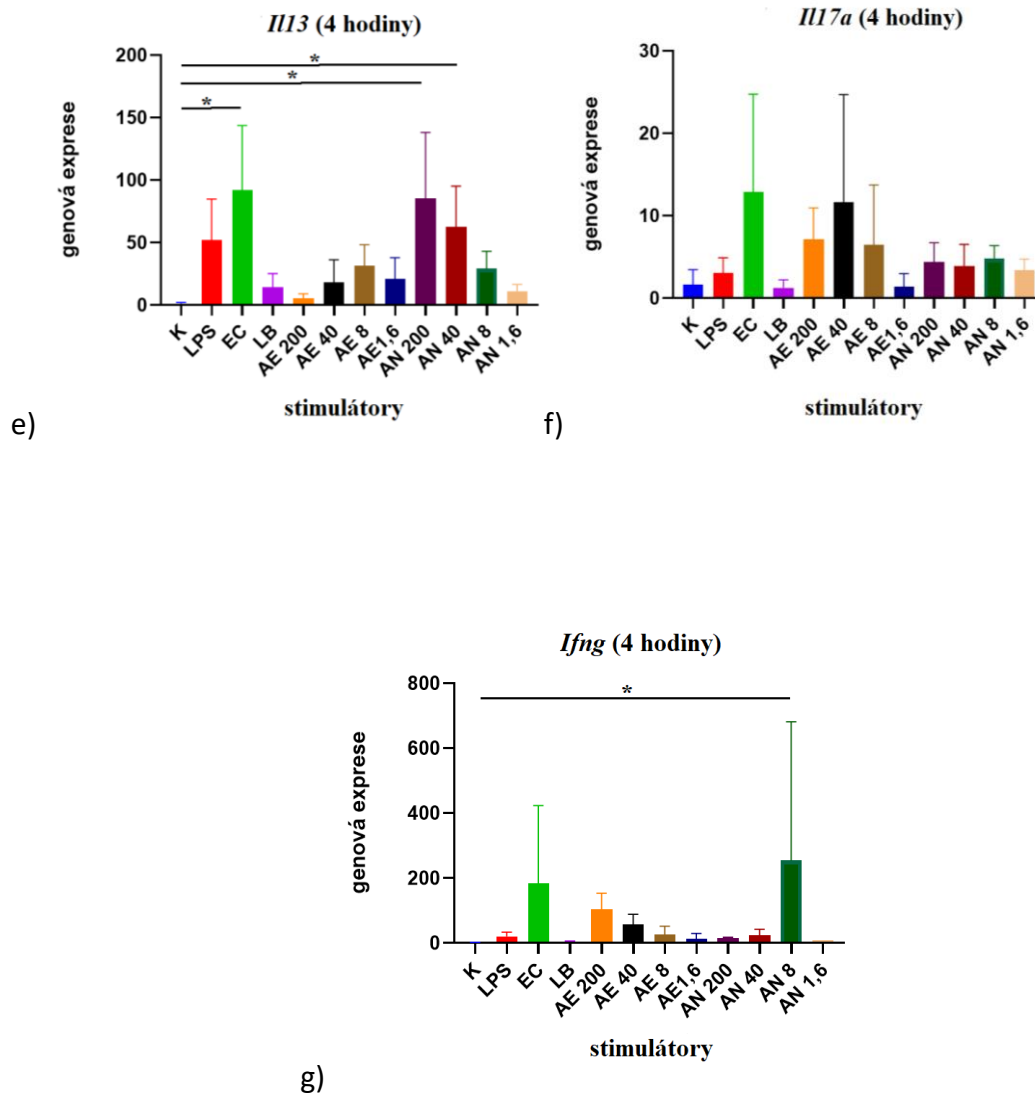 Il13 (4 hodiny)
200
150
100
50
0
genová exprese
*
*
*
K
LPS
EC
LB
AE 200
AE 40
AE 8
AE1,6
AN 200
AN 40
AN 8
AN 1,6
stimulátory
e)
Il17a (4 hodiny)
30
20
10
0
genová exprese
K
LPS
EC
LB
AE 200
AE 40
AE 8
AE1,6
AN 200
AN 40
AN 8
AN 1,6
stimulátory
f)
Ifng (4 hodiny)
800
600
400
200
0
genová exprese
*
K
LPS
EC
LB
AE 200
AE 40
AE 8
AE1,6
AN 200
AN 40
AN 8
AN 1,6
stimulátory
g)